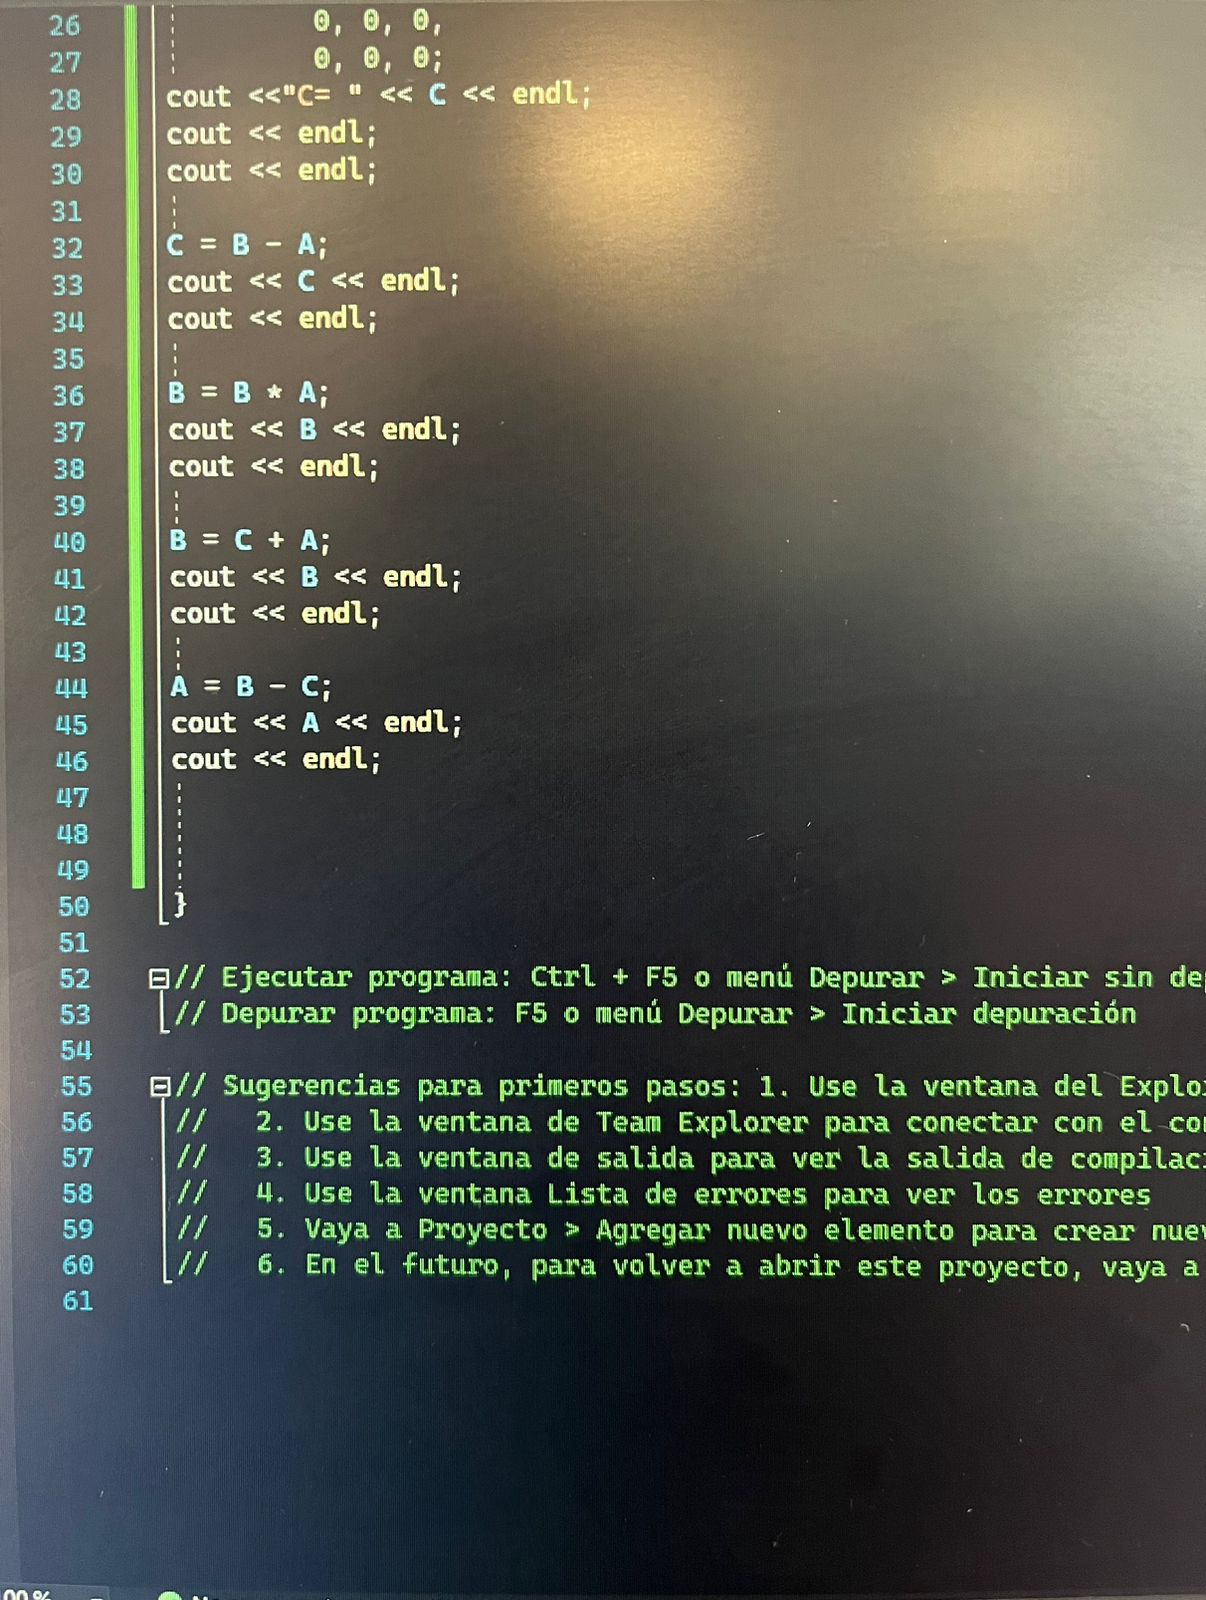 26 0, 0, 0,
27 0, 0, 0;
28 cout <<"C= " << C << endl;
29 cout << endl;
30 cout << endl;
31
32 C = B - A;
33 cout << C << endl;
34 cout << endl;
35
36 B = B * A;
37 cout << B << endl;
38 cout << endl;
39
40 B = C + A;
41 cout << B << endl;
42 cout << endl;
43
44 A = B - C;
45 cout << A << endl;
46 cout << endl;
47
48
49
50 }
51
52 // Ejecutar programa: Ctrl + F5 o menú Depurar > Iniciar sin
53 // Depurar programa: F5 o menú Depurar > Iniciar depuración
54
55 // Sugerencias para primeros pasos: 1. Use la ventana del
56 // 2. Use la ventana de Team Explorer para conectar con el
57 // 3. Use la ventana de salida para ver la salida de
58 // 4. Use la ventana Lista de errores para ver los errores
59 // 5. Vaya a Proyecto > Agregar nuevo elemento para crear
60 // 6. En el futuro, para volver a abrir este proyecto, vaya a
61